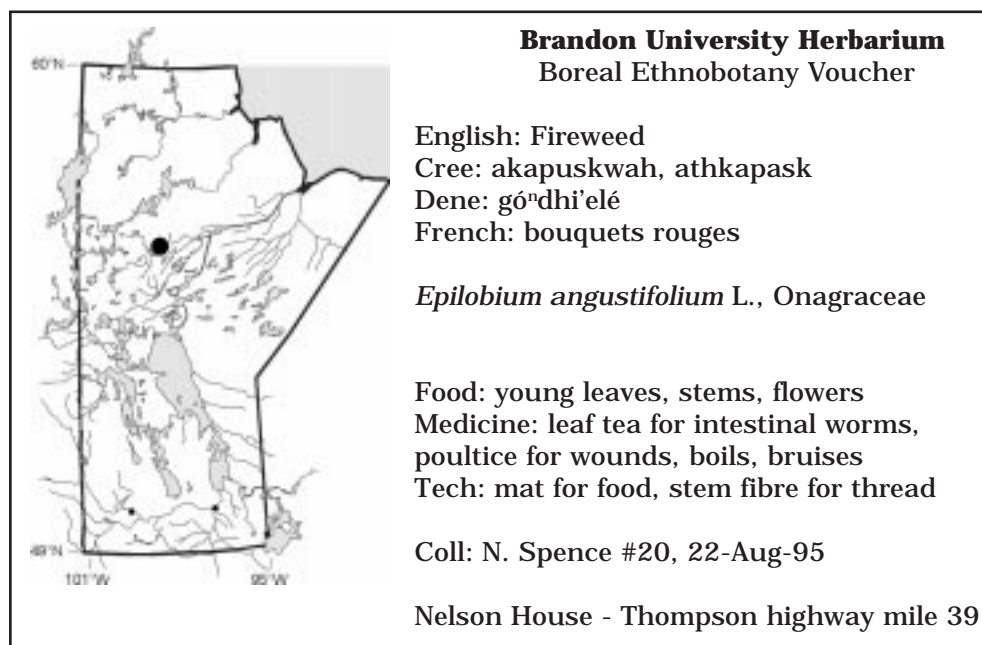 Brandon University Herbarium
Boreal Ethnobotany Voucher
English: Fireweed
Cree: akapuskwah, athkapask
Dene: góⁿdhi'elé
French: bouquets rouges
Epilobium angustifolium L., Onagraceae
Food: young leaves, stems, flowers
Medicine: leaf tea for intestinal worms,
poultice for wounds, boils, bruises
Tech: mat for food, stem fibre for thread
Coll: N. Spence #20, 22-Aug-95
Nelson House - Thompson highway mile 39
60°N
49°N
101°W
95°W